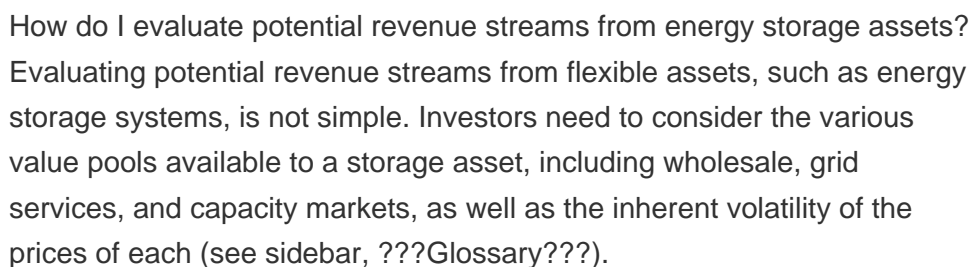 How do I evaluate potential revenue streams from energy storage assets?
Evaluating potential revenue streams from flexible assets, such as energy
storage systems, is not simple. Investors need to consider the various
value pools available to a storage asset, including wholesale, grid
services, and capacity markets, as well as the inherent volatility of the
prices of each (see sidebar, ???Glossary???).